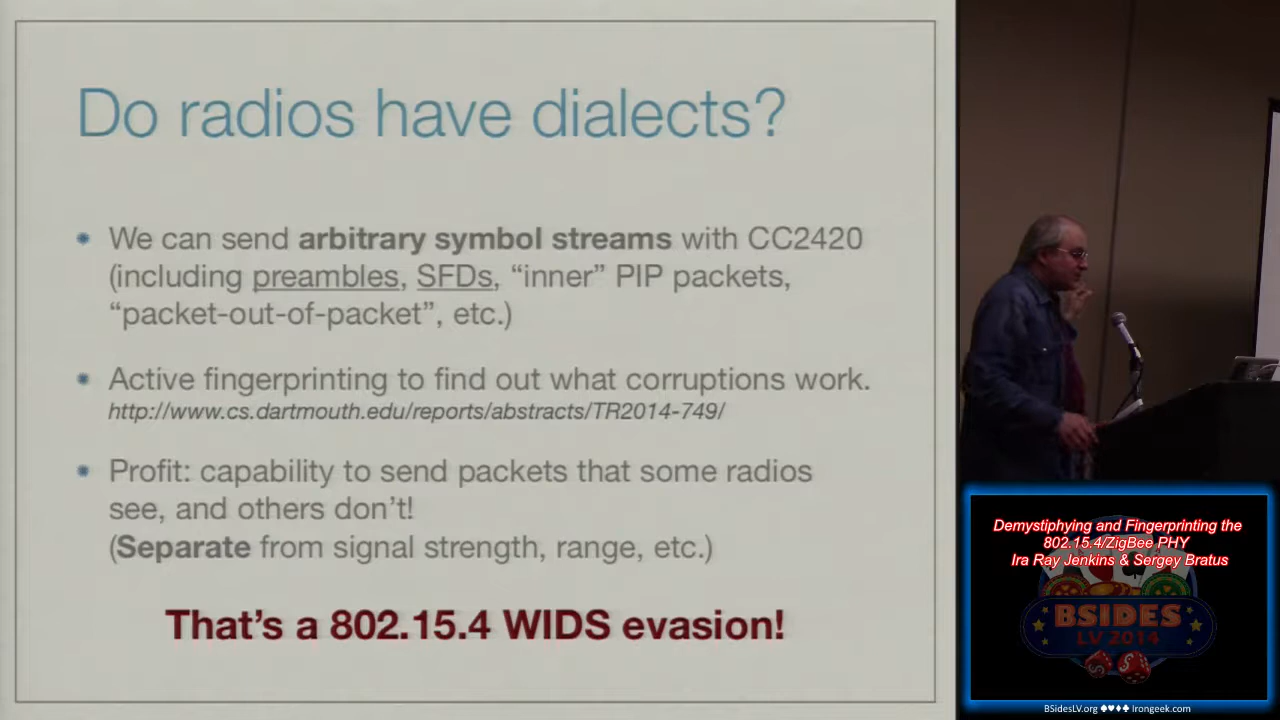 Do radios have dialects?
We can send arbitrary symbol streams with CC2420
(including preambles, SFDs, “inner” PIP packets,
“packet-out-of-packet”, etc.)
Active fingerprinting to find out what corruptions work.
http://www.cs.dartmouth.edu/reports/abstracts/TR2014-749/
Profit: capability to send packets that some radios
see, and others don’t!
(Separate from signal strength, range, etc.)
That’s a 802.15.4 WIDS evasion!
Demystiphying and Fingerprinting the
802.15.4/ZigBee PHY
Ira Ray Jenkins & Sergey Bratus
BSIDES
LV 2014
BSidesLV.org ♠♥♦♣ Irongeek.com